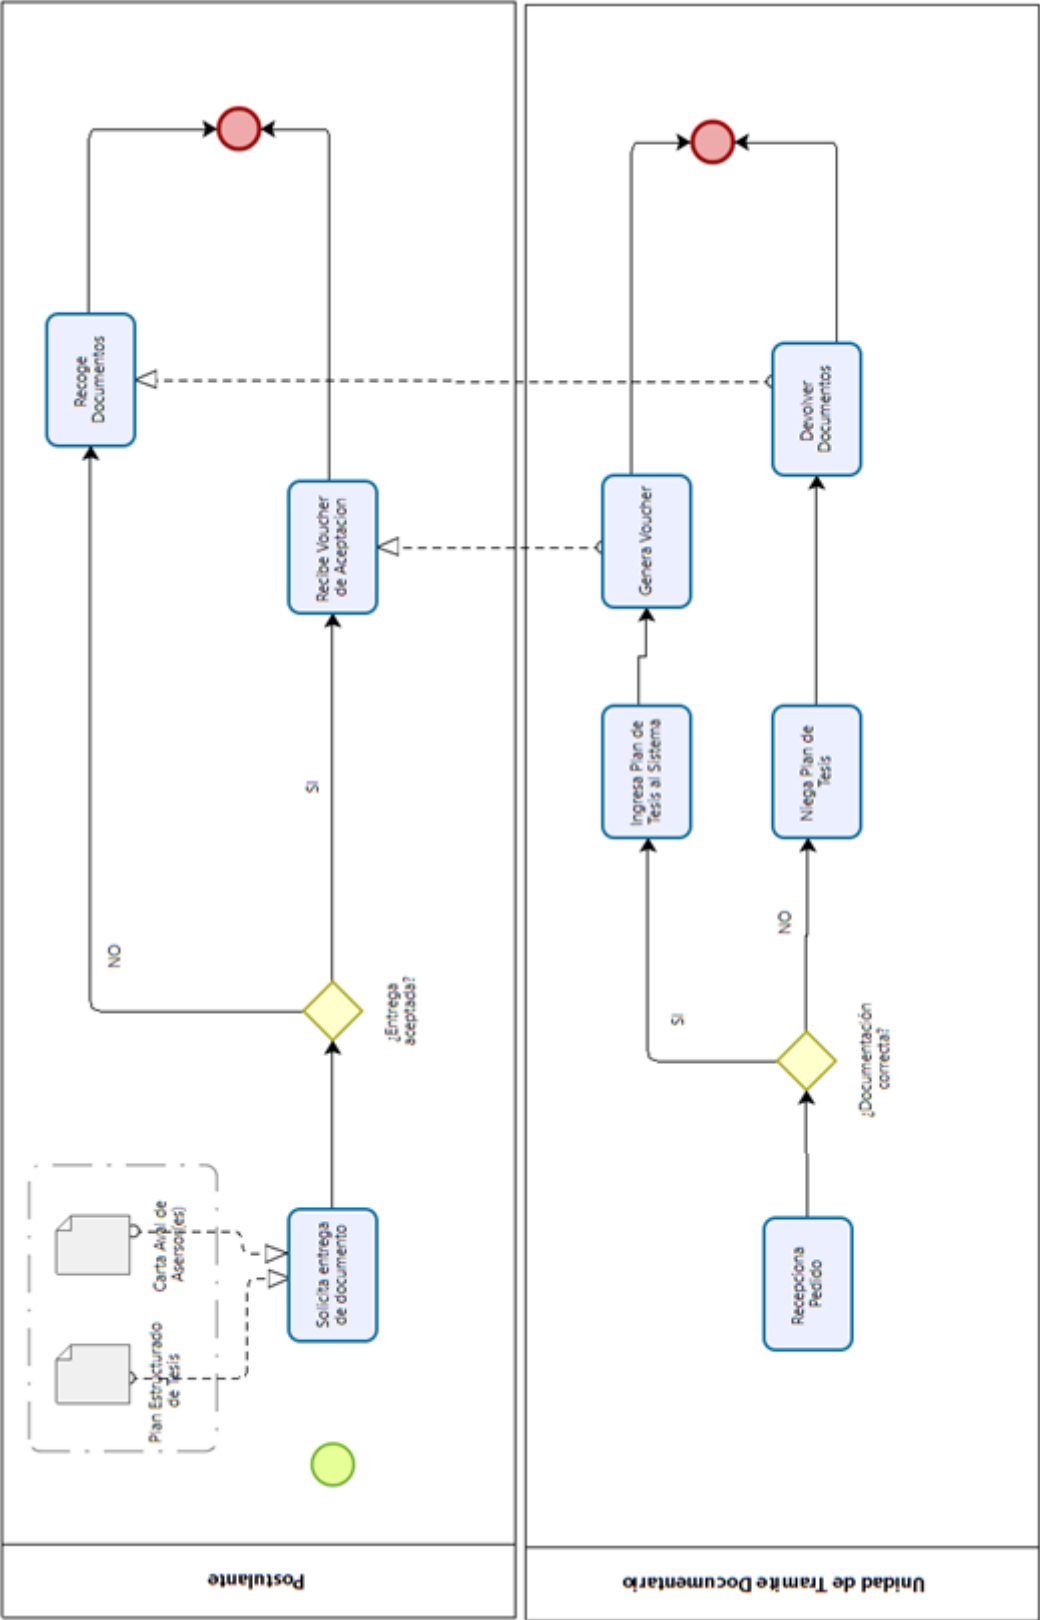 Postulante
Plan Estructurado
de Tesis
Carta Aval de
Asersor(es)
Solicita entrega
de documento
¿Entrega
aceptada?
NO
SI
Recoge
Documentos
Recibe Voucher
de Aceptacion
Unidad de Tramite Documentario
Recepciona
Pedido
¿Documentacion
correcta?
SI
NO
Ingresa Plan de
Tesis al Sistema
Niega Plan de
Tesis
Genera Voucher
Devolver
Documentos